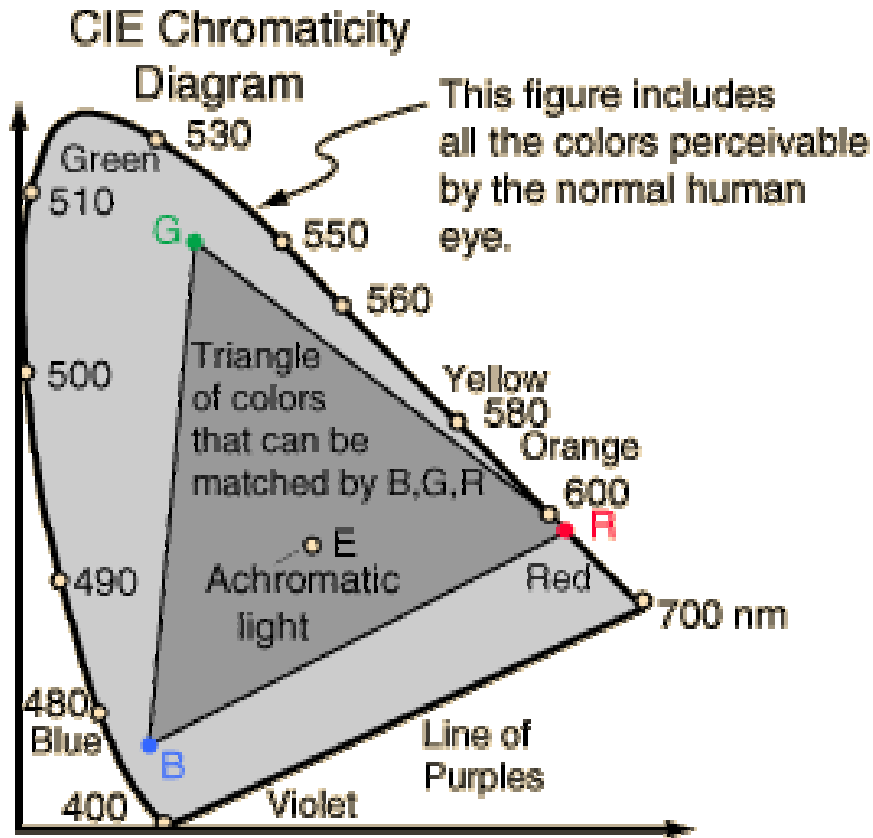 CIE Chromaticity
Diagram
This figure includes
all the colors perceivable
by the normal human
eye.
530
Green
510
G
550
560
Triangle
of colors
that can be
matched by B,G,R
500
Yellow
580
Orange
600
R
E
Achromatic
light
490
Red
700 nm
480
Blue
B
Line of
Purples
400
Violet